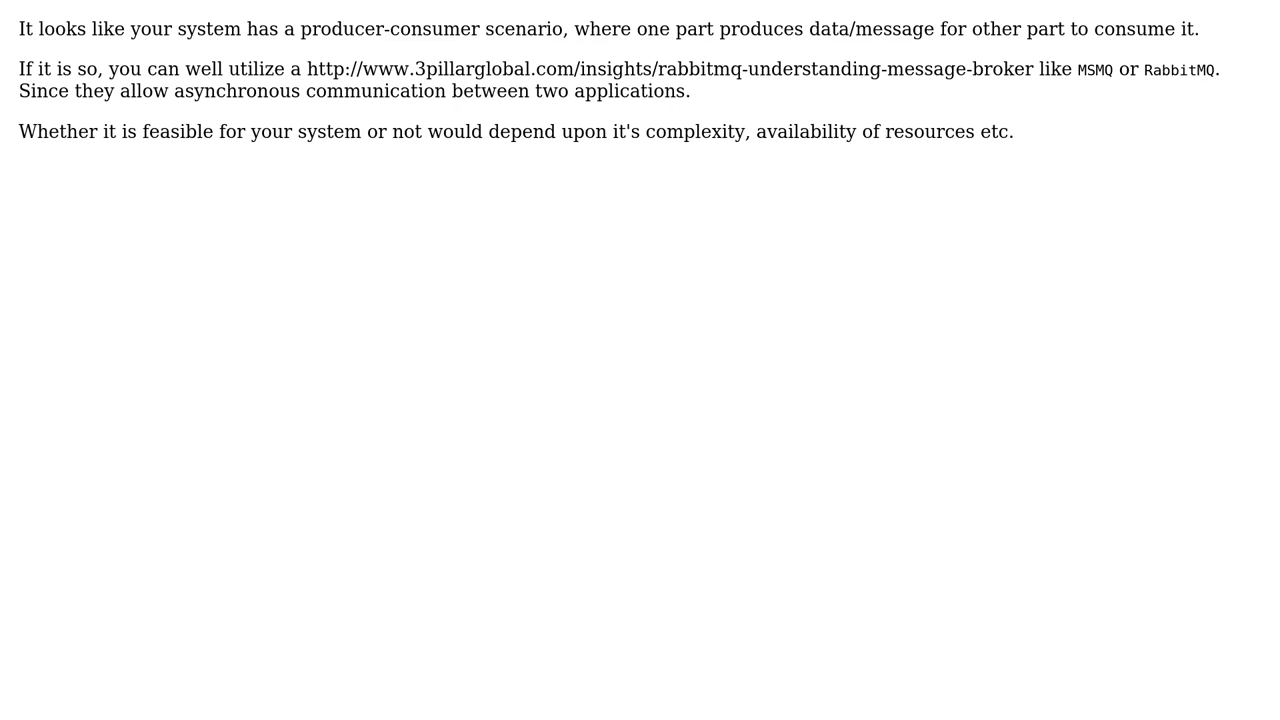 It looks like your system has a producer-consumer scenario, where one part produces data/message for other part to consume it.
If it is so, you can well utilize a http://www.3pillarglobal.com/insights/rabbitmq-understanding-message-broker like MSMQ or RabbitMQ.
Since they allow asynchronous communication between two applications.
Whether it is feasible for your system or not would depend upon it's complexity, availability of resources etc.